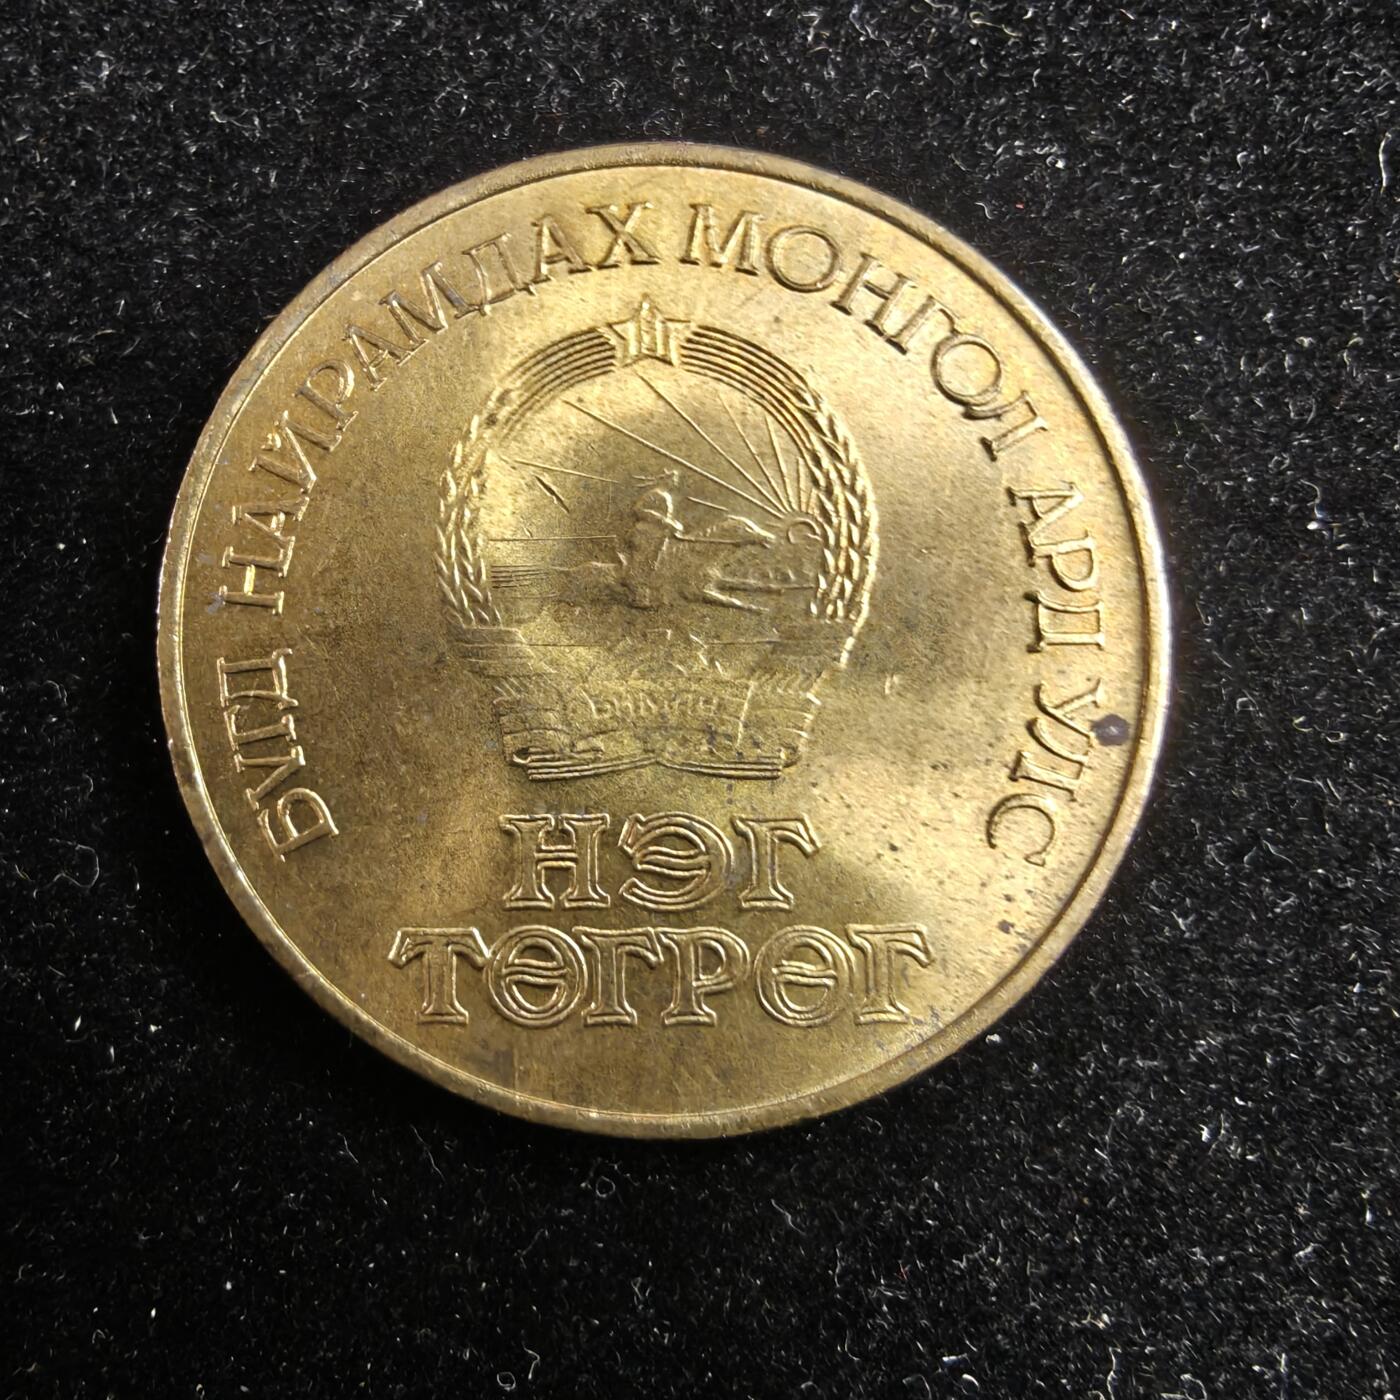 БҮГД НАЙРАМДАХ МОНГОЛ АРД УЛС
НЭГ
ТӨГРӨГ